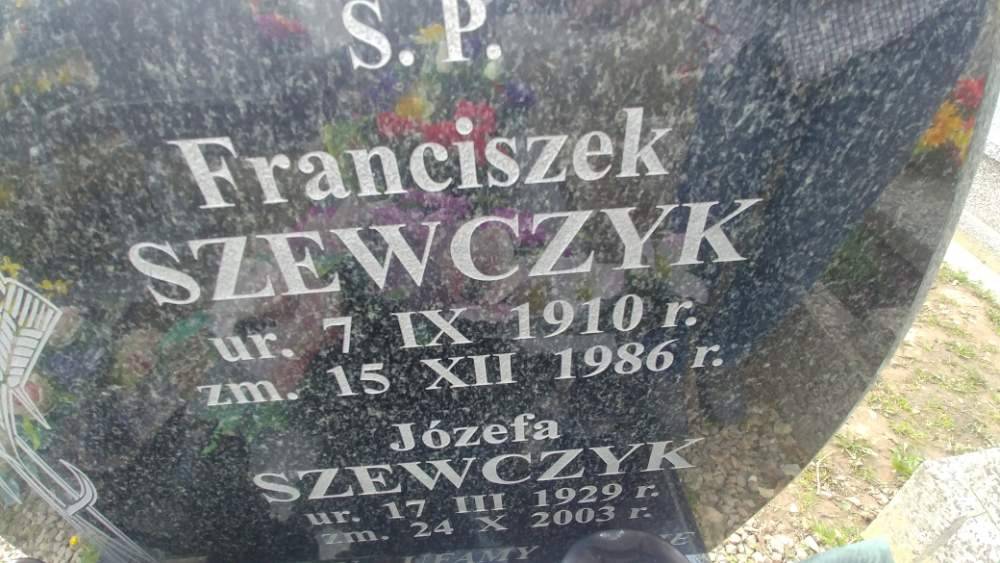 S. P.
Franciszek
SZEWCZYK
ur. 7 IX 1910 r.
zm. 15 XII 1986 r.
Józefa
SZEWCZYK
ur. 17 III 1929 r.
zm. 24 X 2003 r.